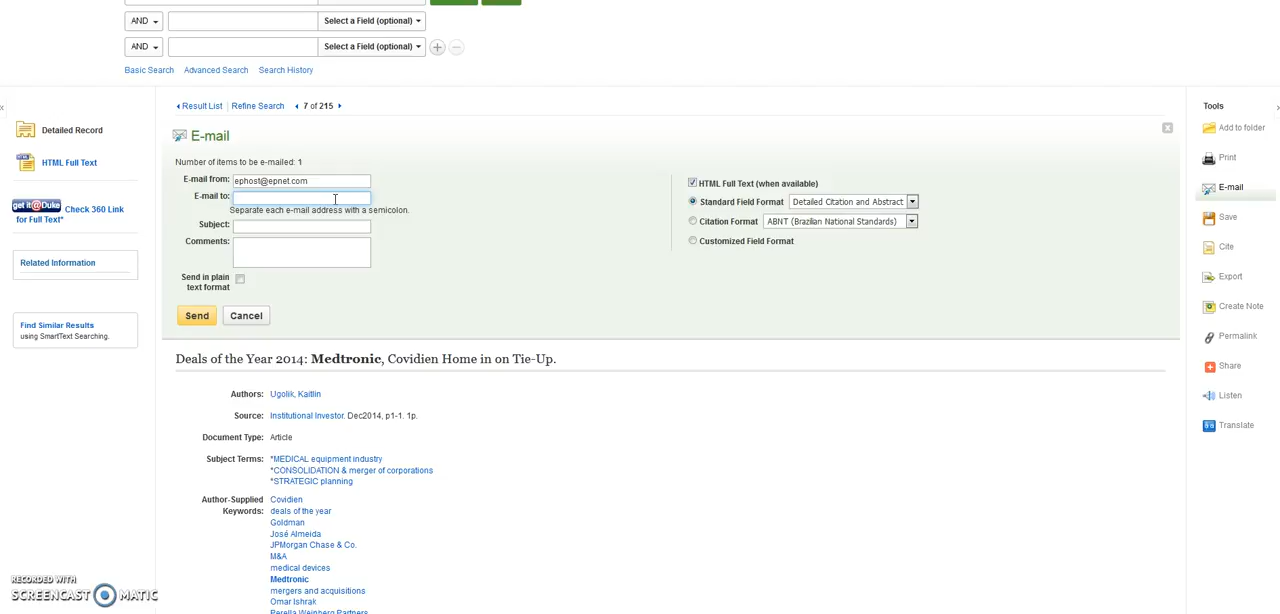 AND Select a Field (optional)
AND Select a Field (optional)
Basic Search Advanced Search Search History
Result List Refine Search 7 of 215
Tools
Detailed Record
HTML Full Text
get it@Duke Check 360 Link
for Full Text*
Related Information
Find Similar Results
using SmartText Searching.
E-mail
Number of items to be e-mailed: 1
E-mail from: ephost@epnet.com
E-mail to:
Separate each e-mail address with a semicolon.
Subject:
Comments:
Send in plain
text format
Send Cancel
HTML Full Text (when available)
Standard Field Format Detailed Citation and Abstract
Citation Format ABNT (Brazilian National Standards)
Customized Field Format
Deals of the Year 2014: Medtronic, Covidien Home in on Tie-Up.
Authors: Ugolik, Kaitlin
Source: Institutional Investor. Dec2014, p1-1. 1p.
Document Type: Article
Subject Terms: *MEDICAL equipment industry
*CONSOLIDATION & merger of corporations
*STRATEGIC planning
Author-Supplied Covidien
Keywords: deals of the year
Goldman
José Almeida
JPMorgan Chase & Co.
M&A
medical devices
Medtronic
mergers and acquisitions
Omar Ishrak
Perella Weinberg Partners
Add to folder
Print
E-mail
Save
Cite
Export
Create Note
Permalink
Share
Listen
Translate
RECORDED WITH
SCREENCAST MATIC